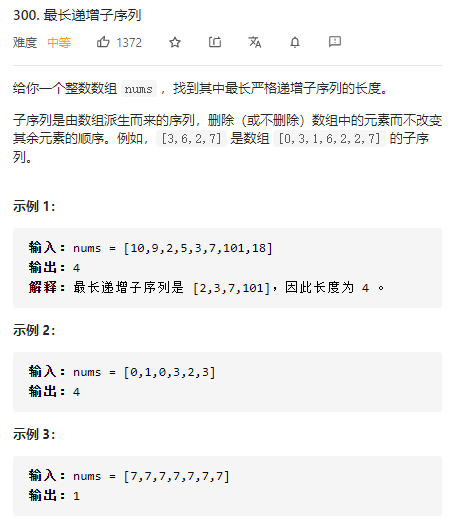 300. 最长递增子序列
难度 中等 1372
给你一个整数数组 nums ，找到其中最长严格递增子序列的长度。
子序列是由数组派生而来的序列，删除（或不删除）数组中的元素而不改变
其余元素的顺序。例如，[3,6,2,7] 是数组 [0,3,1,6,2,2,7] 的子序
列。
示例 1：
输入：nums = [10,9,2,5,3,7,101,18]
输出：4
解释：最长递增子序列是 [2,3,7,101]，因此长度为 4 。
示例 2：
输入：nums = [0,1,0,3,2,3]
输出：4
示例 3：
输入：nums = [7,7,7,7,7,7,7]
输出：1